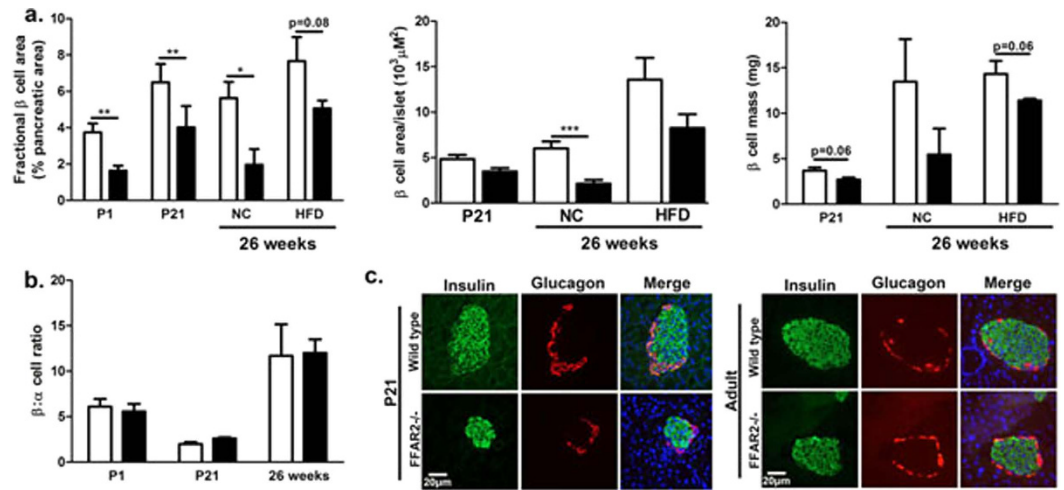 a.
Fractional β cell area
(% pancreatic area)
10
8
6
4
2
0
**
**
*
p=0.08
P1
P21
NC
HFD
26 weeks
β cell area/islet (10³μM²)
20
15
10
5
0
***
P21
NC
HFD
26 weeks
β cell mass (mg)
20
15
10
5
0
p=0.06
p=0.06
P21
NC
HFD
26 weeks
b.
β:α cell ratio
20
15
10
5
0
P1
P21
26 weeks
c.
Insulin
Glucagon
Merge
P21
Wild type
FFAR2-/-
20μm
Insulin
Glucagon
Merge
Adult
Wild type
FFAR2-/-
20μm